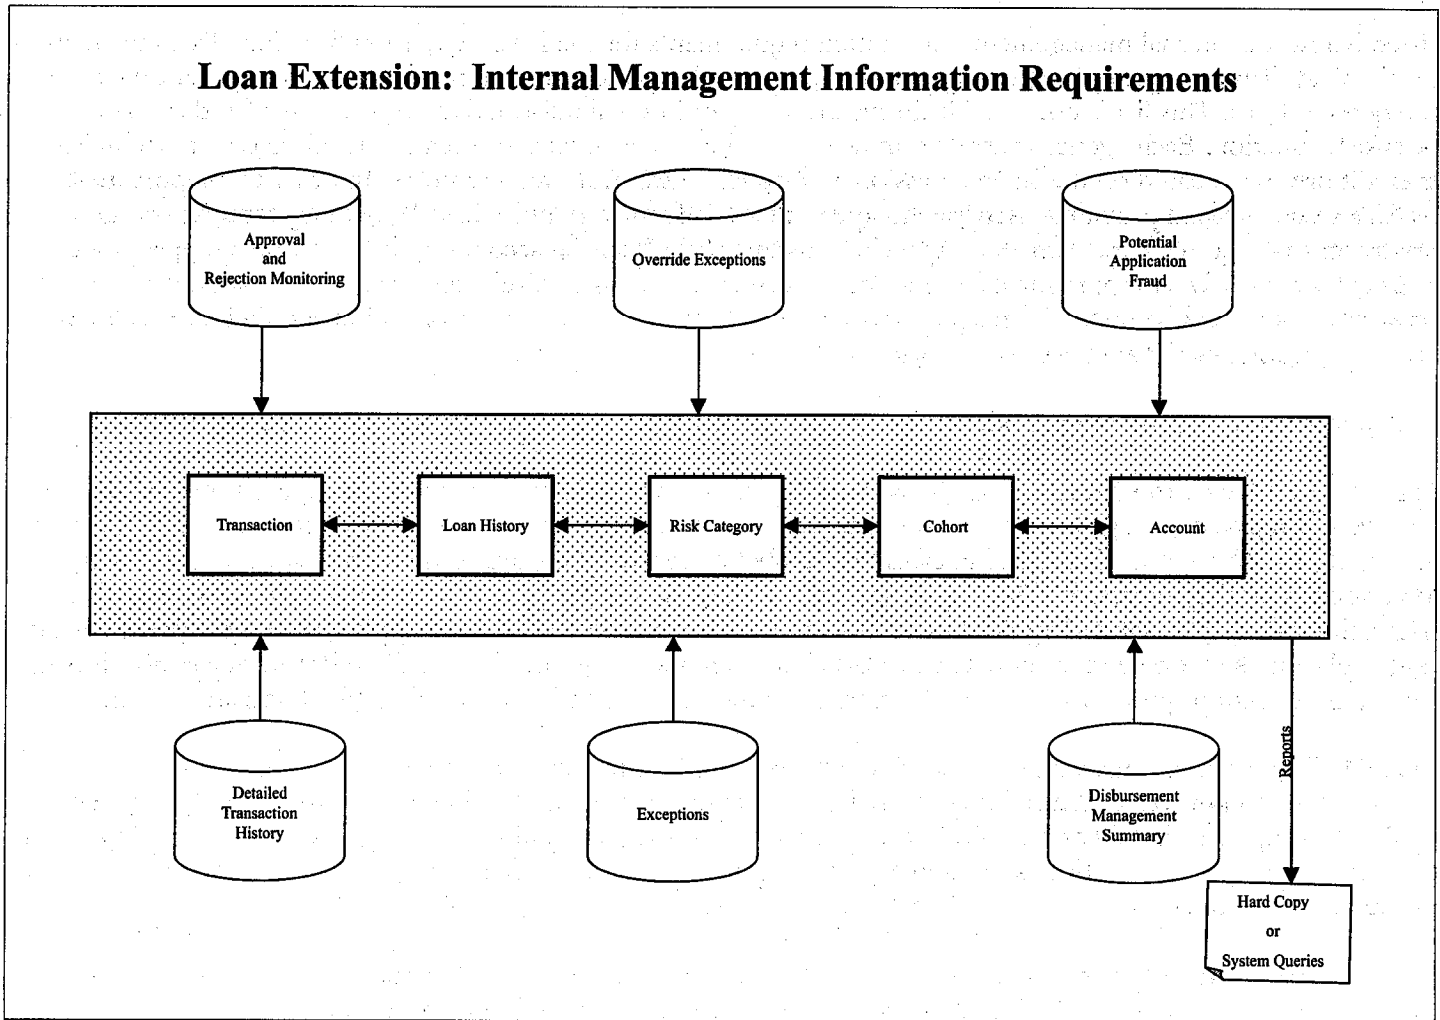 Loan Extension: Internal Management Information Requirements
Approval
and
Rejection Monitoring
Override Exceptions
Potential
Application
Fraud
Transaction
Loan History
Risk Category
Cohort
Account
Detailed
Transaction
History
Exceptions
Disbursement
Management
Summary
Reports
Hard Copy
or
System Queries